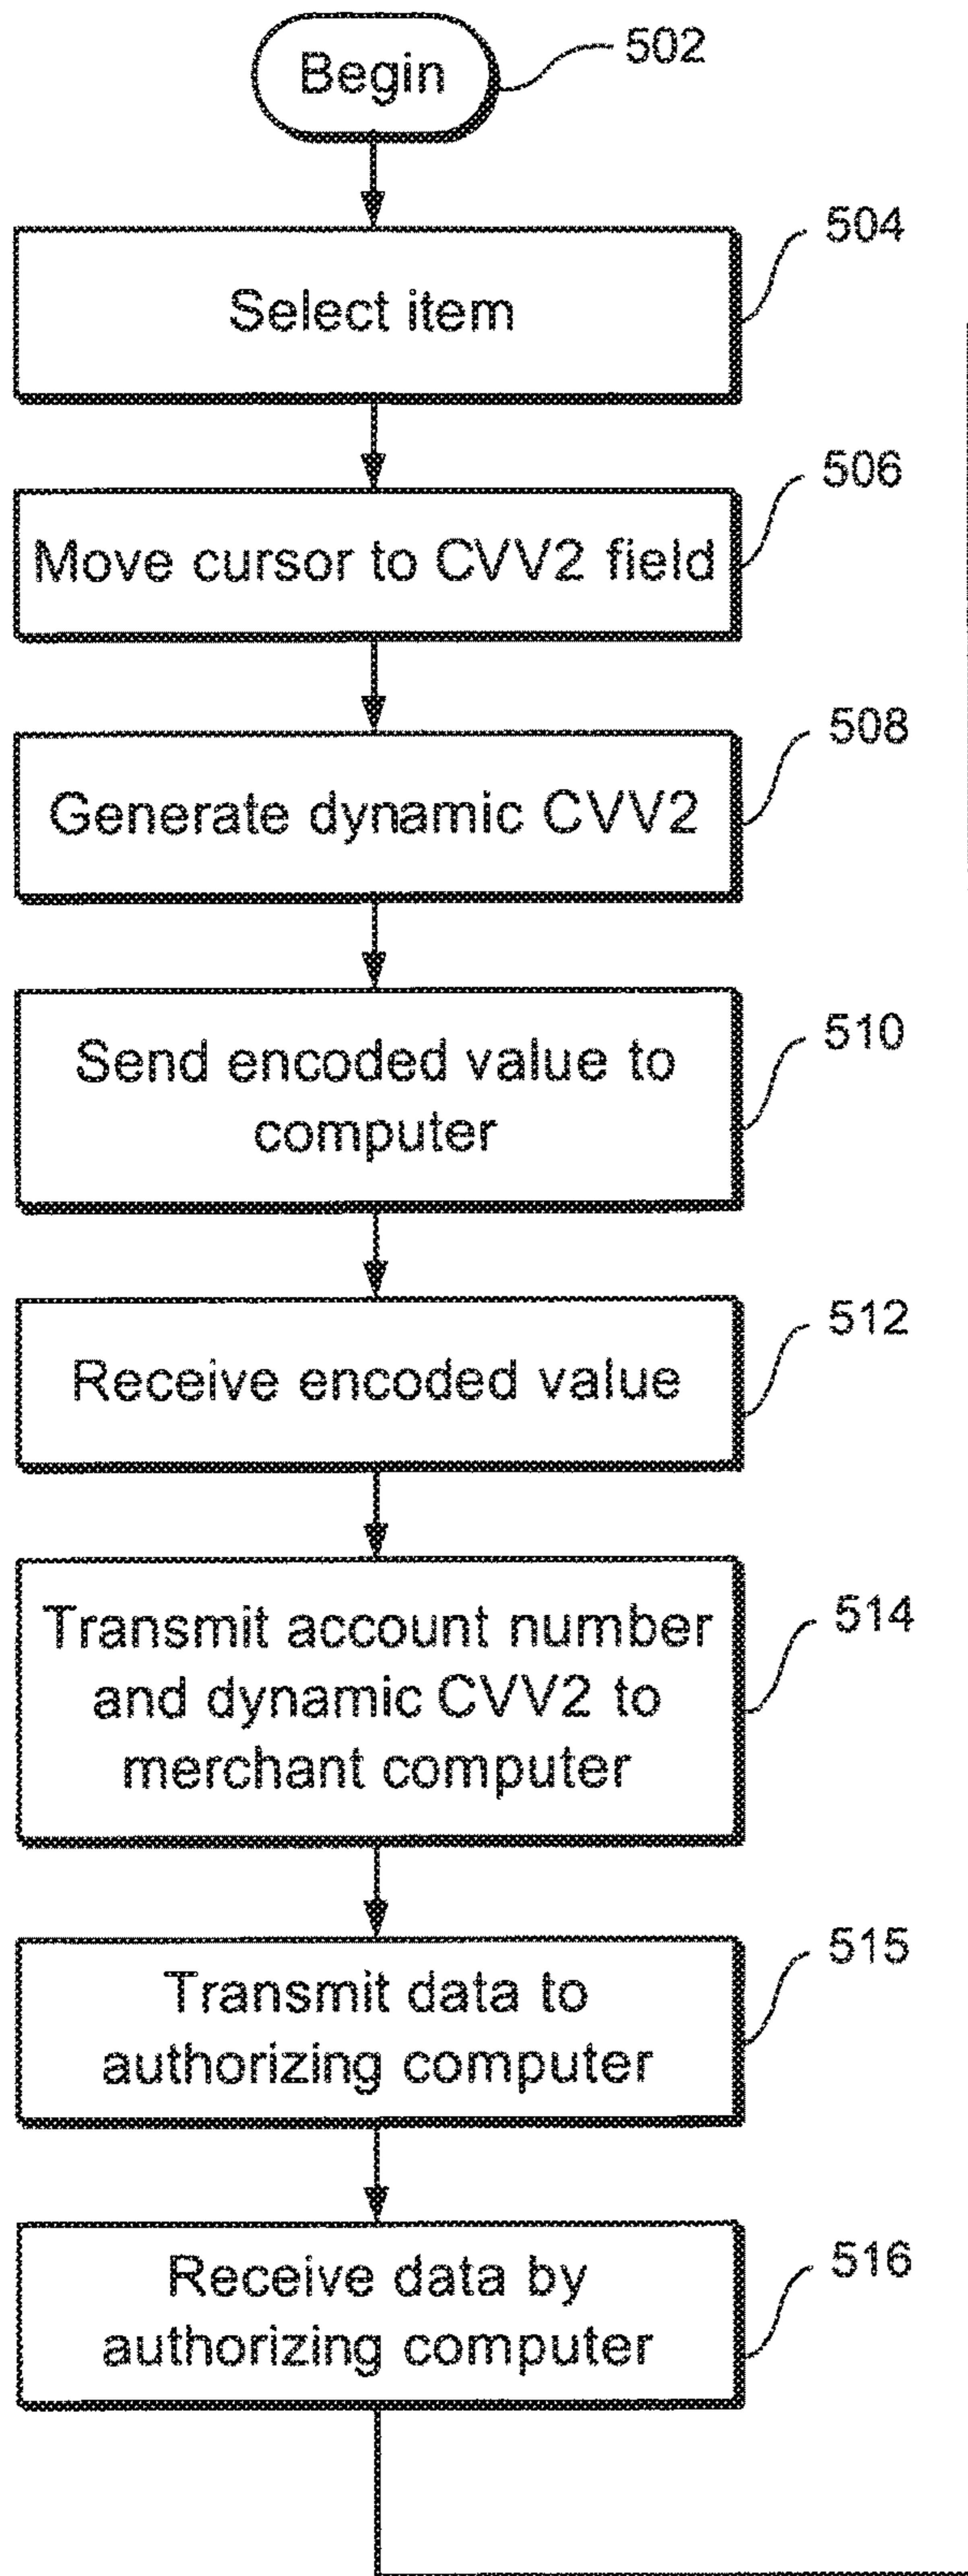 Begin
502
504
Select item
506
Move cursor to CVV2 field
508
Generate dynamic CVV2
510
Send encoded value to
computer
512
Receive encoded value
514
Transmit account number
and dynamic CVV2 to
merchant computer
515
Transmit data to
authorizing computer
516
Receive data by
authorizing computer